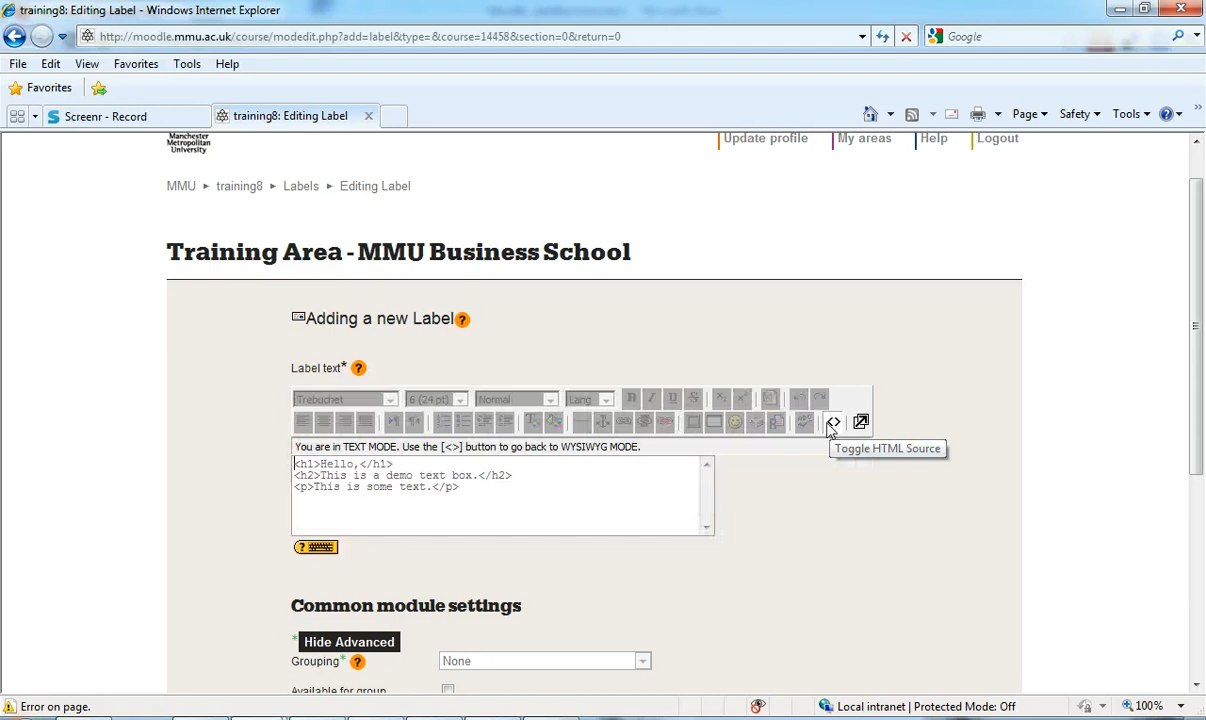 training8: Editing Label - Windows Internet Explorer
http://moodle.mmu.ac.uk/course/modedit.php?add=label&type=&course=14458&section=0&return=0
Google
File Edit View Favorites Tools Help
Favorites
Screenr - Record
training8: Editing Label
Page Safety Tools
Manchester
Metropolitan
University
Update profile My areas Help Logout
MMU ► training8 ► Labels ► Editing Label
Training Area - MMU Business School
Adding a new Label ?
Label text* ?
Trebuchet 6 (24 pt) Normal Lang B I U S
You are in TEXT MODE. Use the [<>] button to go back to WYSIWYG MODE.
Toggle HTML Source
<h1>Hello,</h1>
<h2>This is a demo text box.</h2>
<p>This is some text.</p>
?
Common module settings
* Hide Advanced
Grouping* ? None
Available for group
Error on page.
Local intranet | Protected Mode: Off
100%